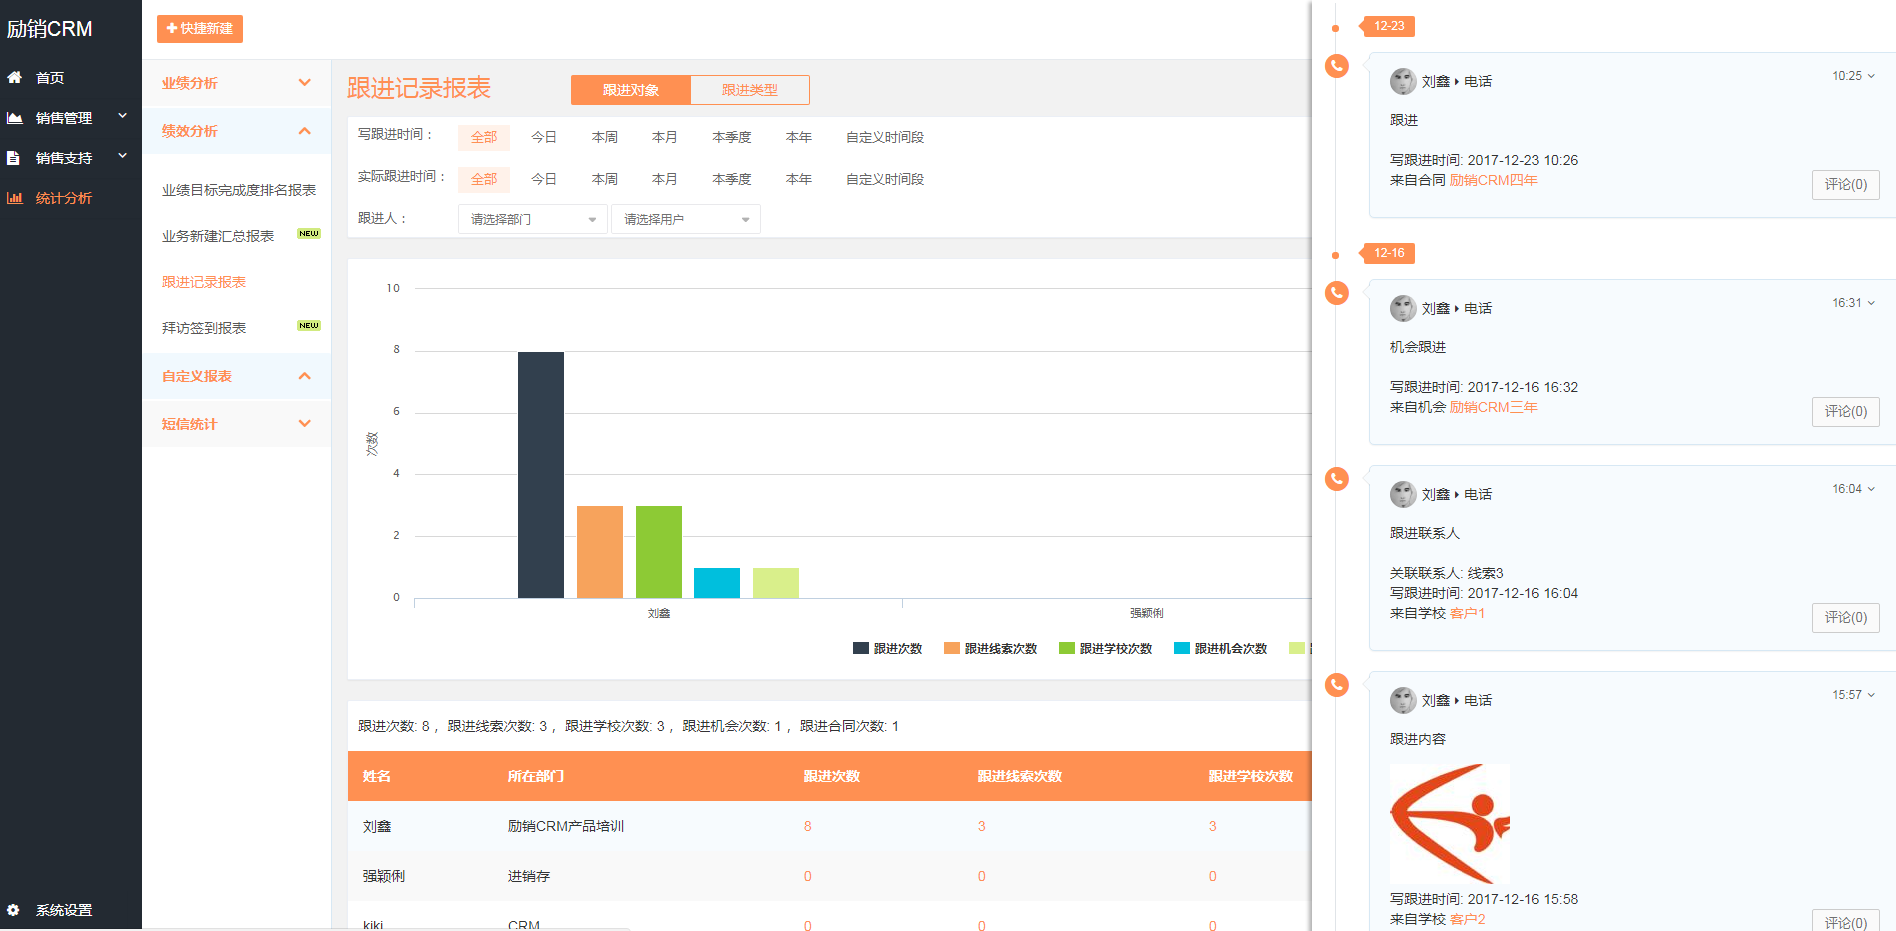 励销CRM
首页
销售管理
销售支持
统计分析
系统设置
快捷新建
业绩分析
绩效分析
业绩目标完成度排名报表
业务新建汇总报表 NEW
跟进记录报表
拜访签到报表 NEW
自定义报表
短信统计
跟进记录报表 跟进对象 跟进类型
写跟进时间： 全部 今日 本周 本月 本季度 本年 自定义时间段
实际跟进时间： 全部 今日 本周 本月 本季度 本年 自定义时间段
跟进人： 请选择部门 请选择用户
10
8
6
4
2
0
次数
刘鑫 强颖俐
跟进次数 跟进线索次数 跟进学校次数 跟进机会次数
跟进次数: 8 ，跟进线索次数: 3 ，跟进学校次数: 3 ，跟进机会次数: 1 ，跟进合同次数: 1
姓名 所在部门 跟进次数 跟进线索次数 跟进学校次数
刘鑫 励销CRM产品培训 8 3 3
强颖俐 进销存 0 0 0
kiki CRM 0 0 0
12-23
刘鑫 电话 10:25
跟进
写跟进时间: 2017-12-23 10:26
来自合同 励销CRM四年
评论(0)
12-16
刘鑫 电话 16:31
机会跟进
写跟进时间: 2017-12-16 16:32
来自机会 励销CRM三年
评论(0)
刘鑫 电话 16:04
跟进联系人
关联联系人: 线索3
写跟进时间: 2017-12-16 16:04
来自学校 客户1
评论(0)
刘鑫 电话 15:57
跟进内容
写跟进时间: 2017-12-16 15:58
来自学校 客户2
评论(0)